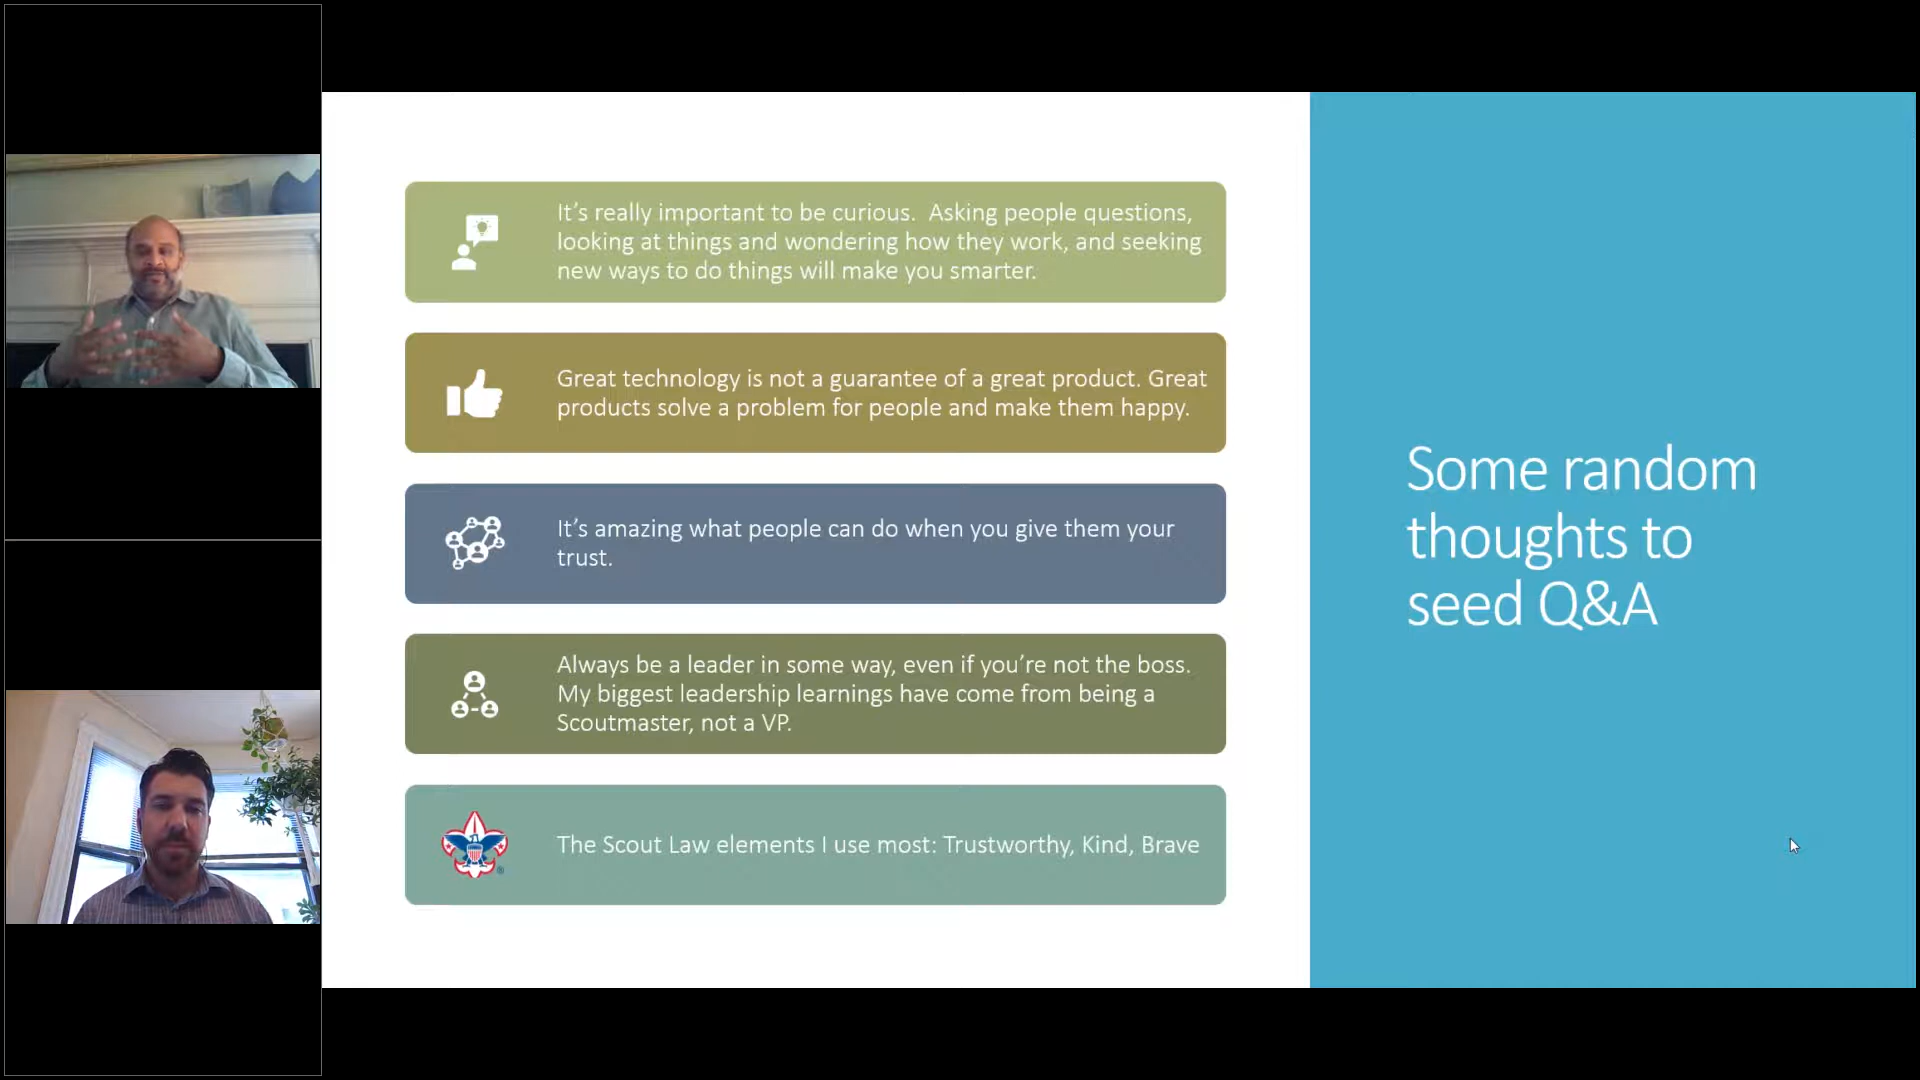 It's really important to be curious.  Asking people questions,
looking at things and wondering how they work, and seeking
new ways to do things will make you smarter.
Great technology is not a guarantee of a great product. Great
products solve a problem for people and make them happy.
It's amazing what people can do when you give them your
trust.
Always be a leader in some way, even if you're not the boss.
My biggest leadership learnings have come from being a
Scoutmaster, not a VP.
The Scout Law elements I use most: Trustworthy, Kind, Brave
Some random
thoughts to
seed Q&A